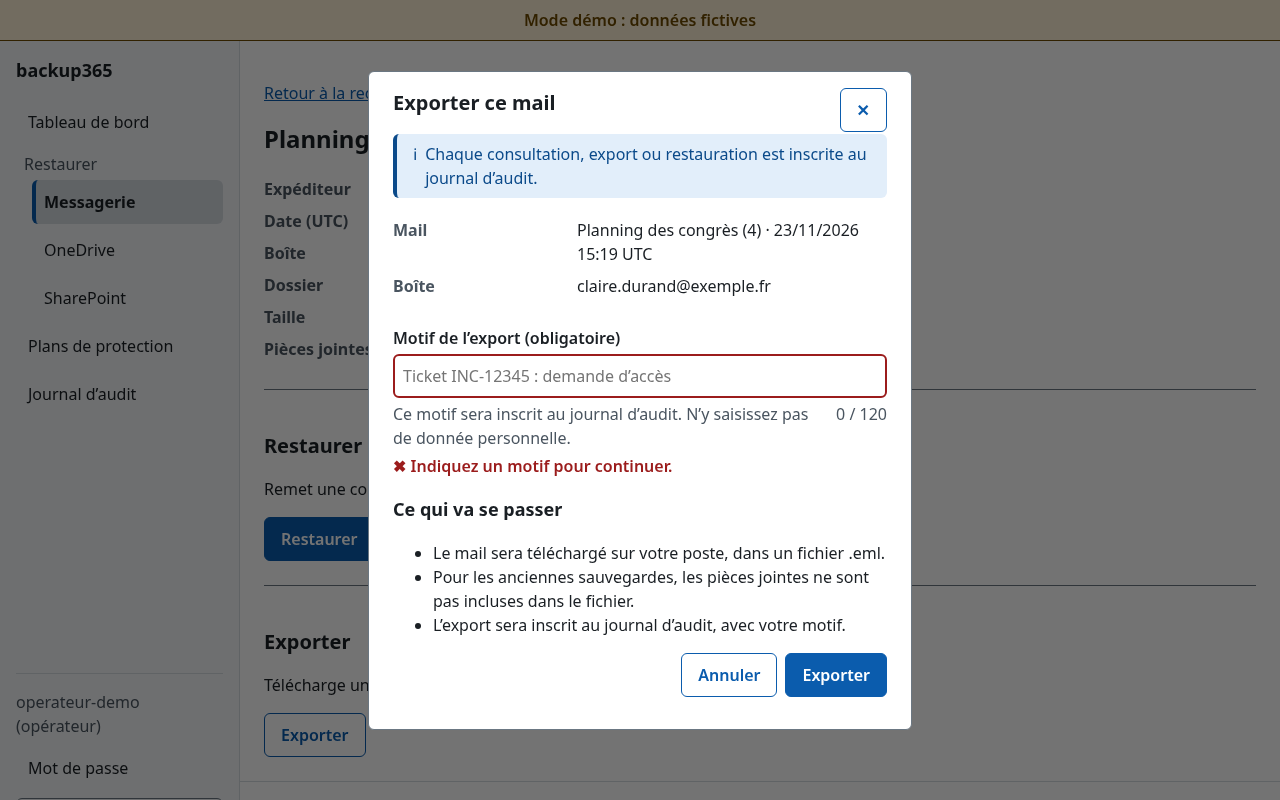 Mode démo : données fictives
backup365
Tableau de bord
Restaurer
Messagerie
OneDrive
SharePoint
Plans de protection
Journal d’audit
operateur-demo
(opérateur)
Mot de passe
Retour à la rec
Planning
Expéditeur
Date (UTC)
Boîte
Dossier
Taille
Pièces jointes
Restaurer
Remet une co
Restaurer
Exporter
Télécharge un
Exporter
Exporter ce mail
×
i Chaque consultation, export ou restauration est inscrite au
journal d’audit.
Mail
Planning des congrès (4) · 23/11/2026
15:19 UTC
Boîte
claire.durand@exemple.fr
Motif de l’export (obligatoire)
Ticket INC-12345 : demande d’accès
Ce motif sera inscrit au journal d’audit. N’y saisissez pas
de donnée personnelle.
0 / 120
✖ Indiquez un motif pour continuer.
Ce qui va se passer
• Le mail sera téléchargé sur votre poste, dans un fichier .eml.
• Pour les anciennes sauvegardes, les pièces jointes ne sont
pas incluses dans le fichier.
• L’export sera inscrit au journal d’audit, avec votre motif.
Annuler
Exporter